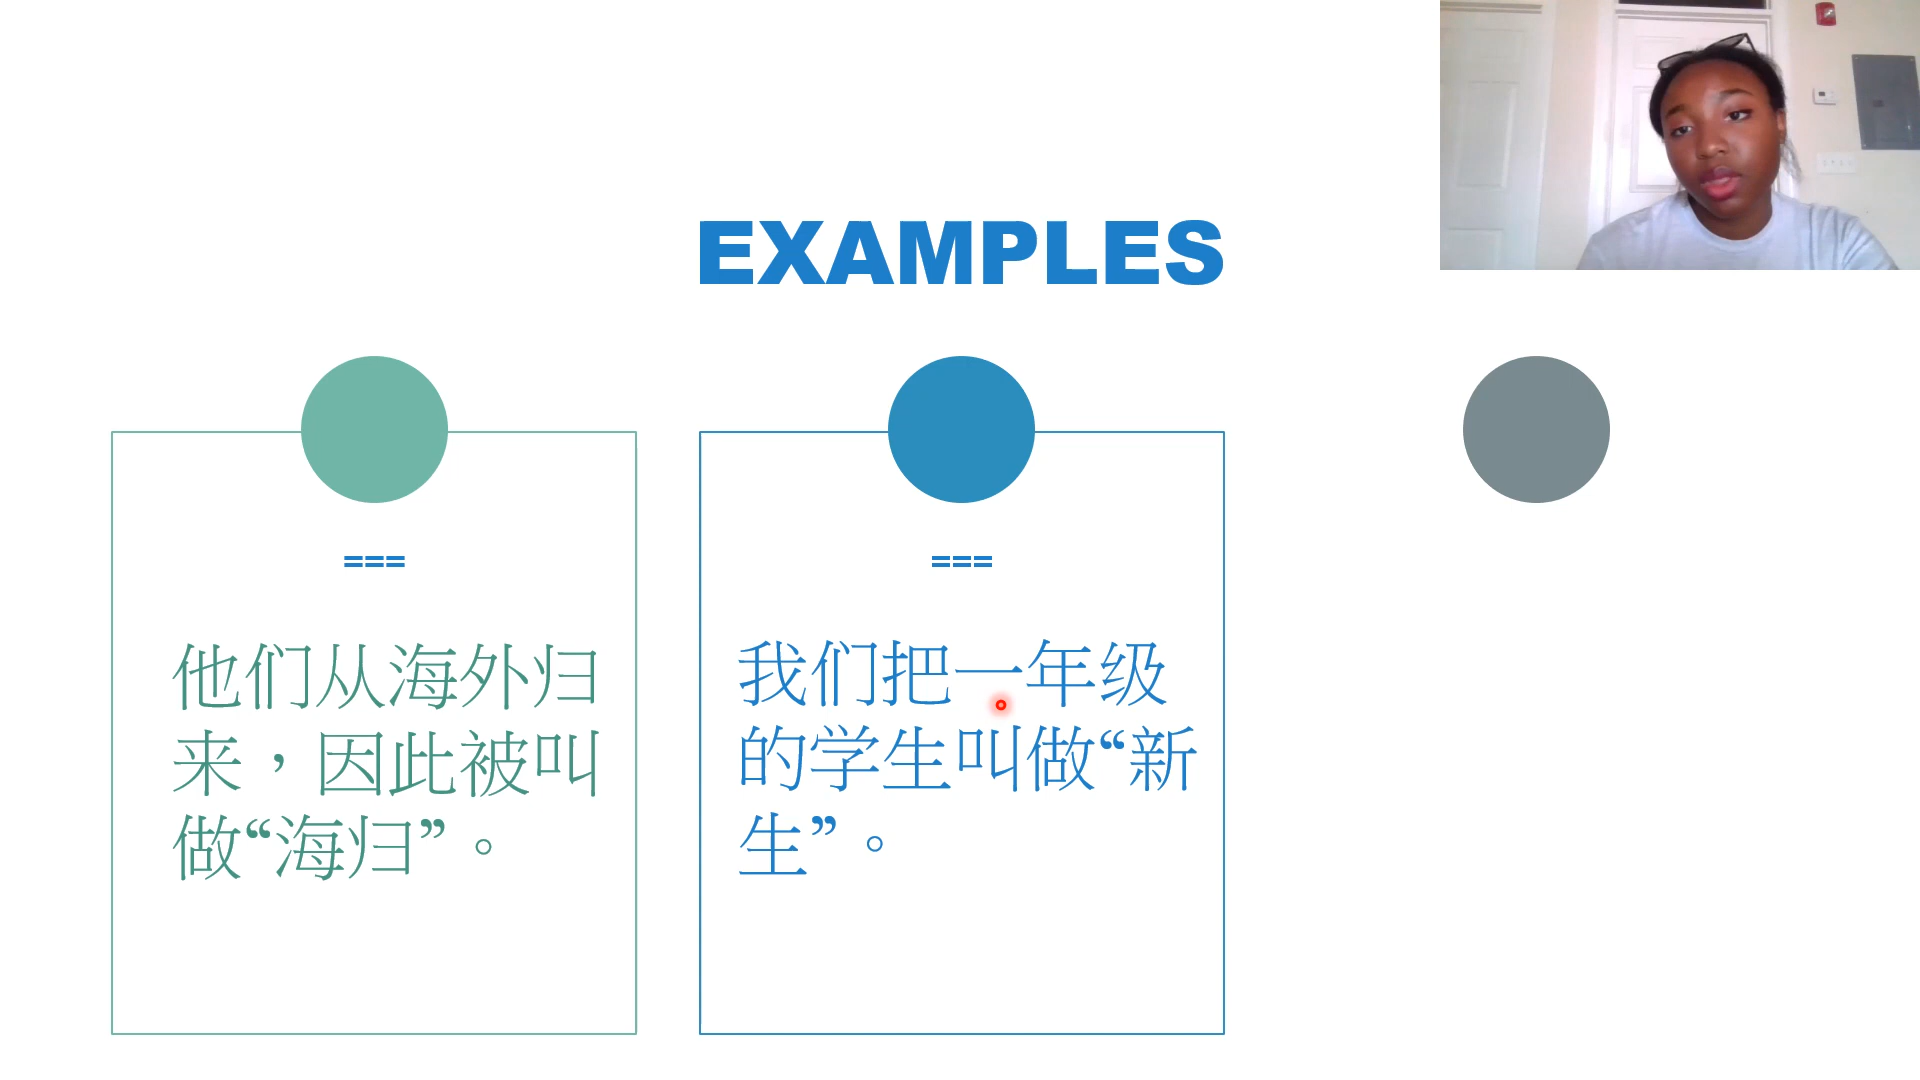 EXAMPLES
===
他们从海外归
来，因此被叫
做“海归”。
===
我们把一年级
的学生叫做“新
生”。